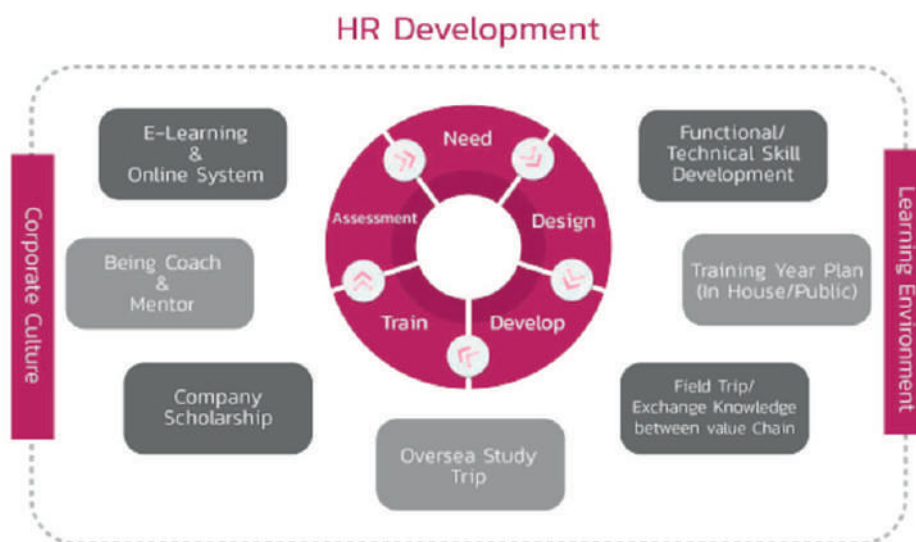 HR Development
E-Learning
&
Online System
Being Coach
&
Mentor
Company
Scholarship
Corporate Culture
Need
Design
Develop
Train
Assessment
Oversea Study
Trip
Functional/
Technical Skill
Development
Training Year Plan
(In House/Public)
Field Trip/
Exchange Knowledge
between value Chain
Learning Environment